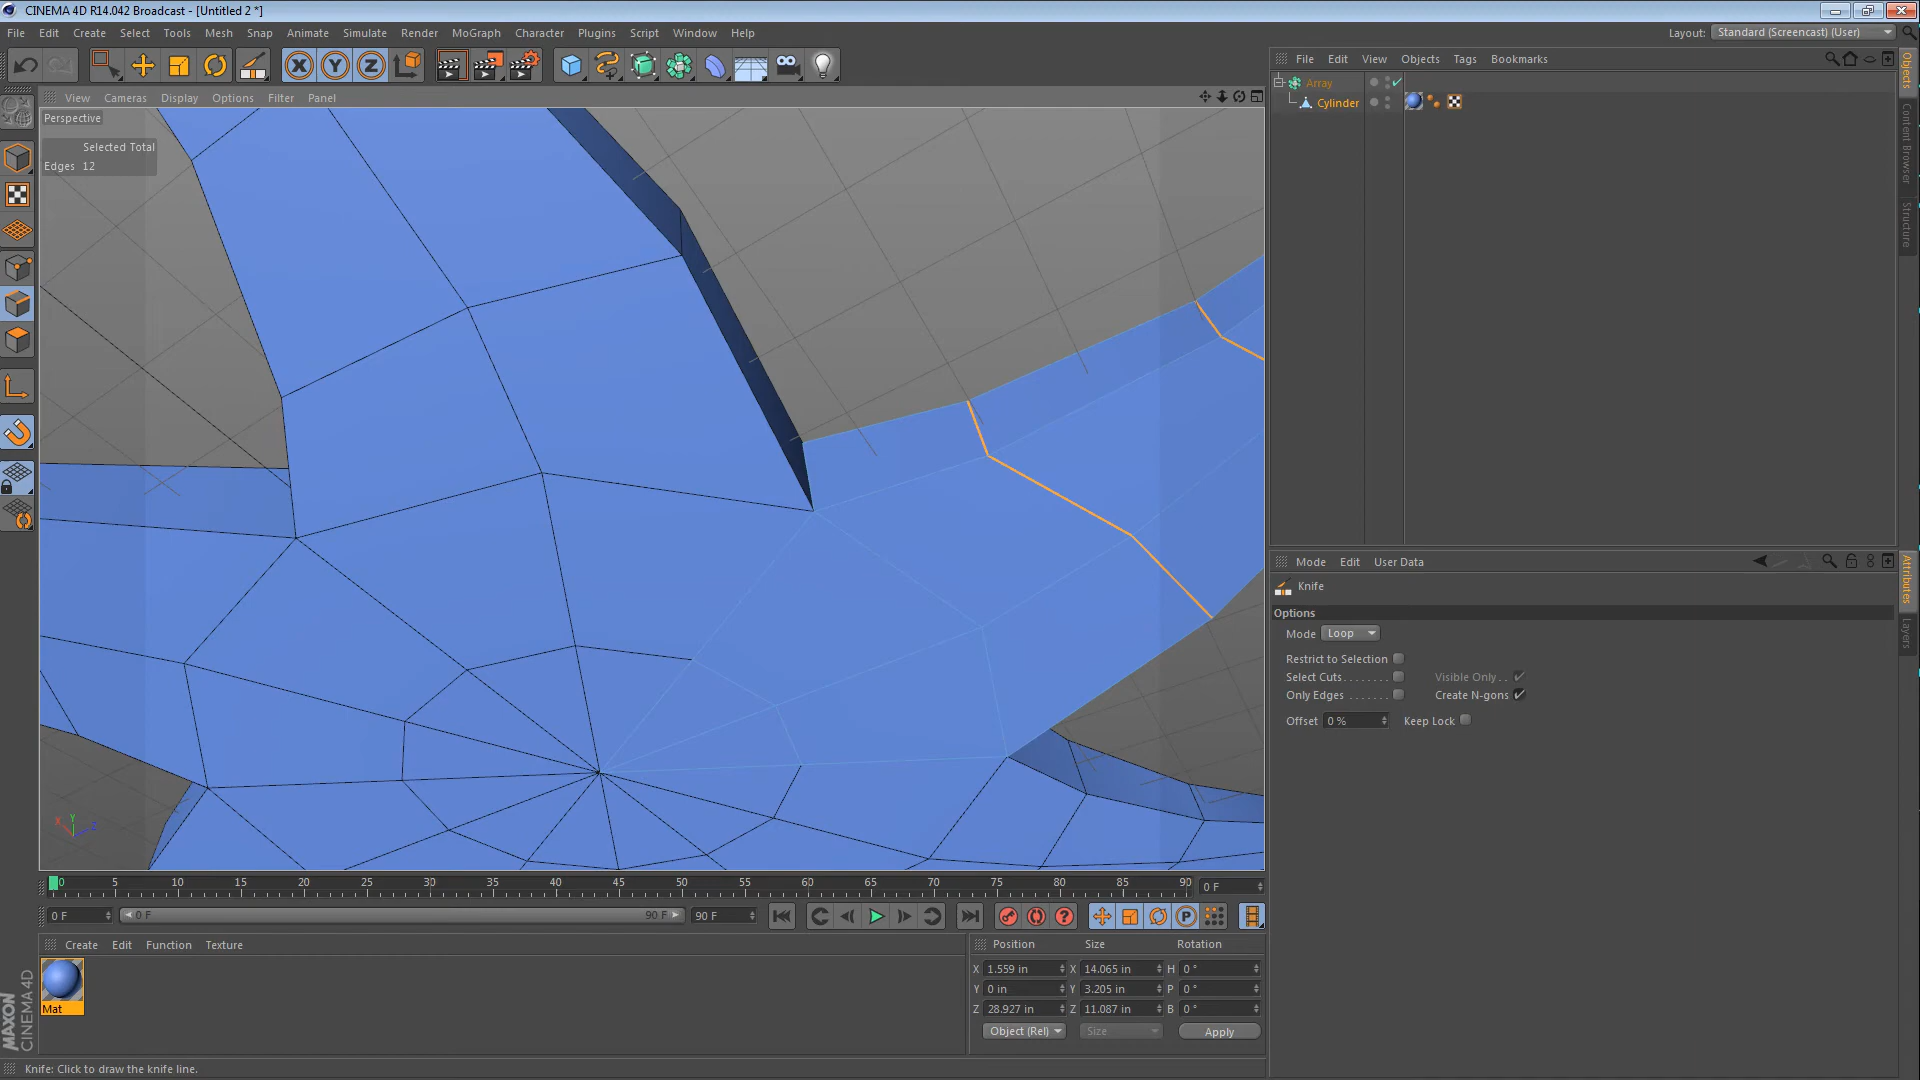 CINEMA 4D R14.042 Broadcast - [Untitled 2 *]
File Edit Create Select Tools Mesh Snap Animate Simulate Render MoGraph Character Plugins Script Window Help
Layout: Standard (Screencast) (User)
X Y Z
View Cameras Display Options Filter Panel
Perspective
Selected Total
Edges 12
File Edit View Objects Tags Bookmarks
Array
Cylinder
Objects
Content Browser
Structure
Mode Edit User Data
Knife
Options
Mode Loop
Restrict to Selection
Select Cuts Visible Only
Only Edges Create N-gons
Offset 0 % Keep Lock
Attributes
Layers
X Y Z
0 5 10 15 20 25 30 35 40 45 50 55 60 65 70 75 80 85 90 0 F
0 F 0 F 90 F 90 F
Create Edit Function Texture
Mat
Position Size Rotation
X 1.559 in X 14.065 in H 0 °
Y 0 in Y 3.205 in P 0 °
Z 28.927 in Z 11.087 in B 0 °
Object (Rel) Size Apply
MAXON
CINEMA 4D
Knife: Click to draw the knife line.